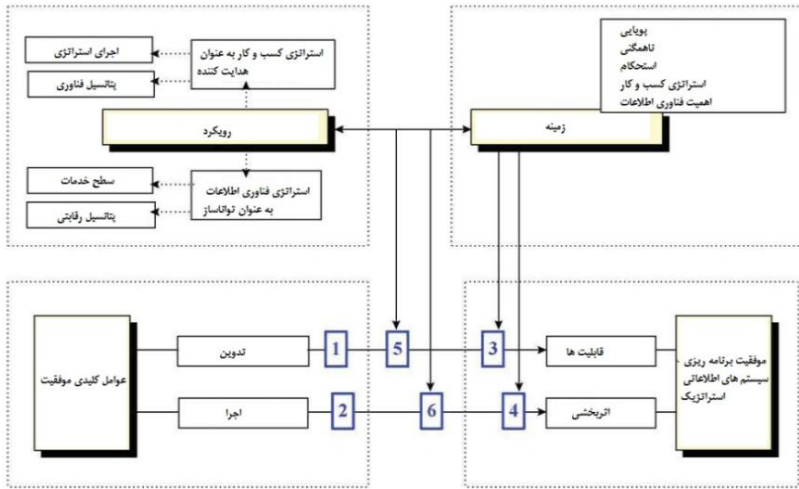 پویایی
ناهمگنی
استحکام
استراتژی کسب و کار
اهمیت فناوری اطلاعات
زمینه
استراتژی کسب و کار به عنوان
هدایت کننده
اجرای استراتژی
پتانسیل فناوری
رویکرد
استراتژی فناوری اطلاعات
به عنوان تواناساز
سطح خدمات
پتانسیل رقابتی
عوامل کلیدی موفقیت
تدوین
1
5
3
قابلیت ها
اجرا
2
6
4
اثربخشی
موفقیت برنامه ریزی
سیستم های اطلاعاتی
استراتژیک